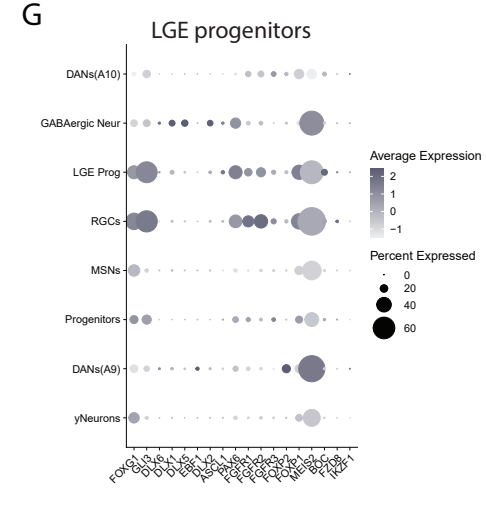 G
LGE progenitors
DANs(A10)
GABAergic Neur
LGE Prog
RGCs
MSNs
Progenitors
DANs(A9)
yNeurons
FOXG1
GLI3
DLX6
DLX1
DLX5
EBF1
DLX2
ASCL1
PAX6
FGFR1
FGFR2
FGFR3
FOXP2
FOXP1
MEIS2
BOC
FZD8
IKZF1
Average Expression
2
1
0
−1
Percent Expressed
0
20
40
60